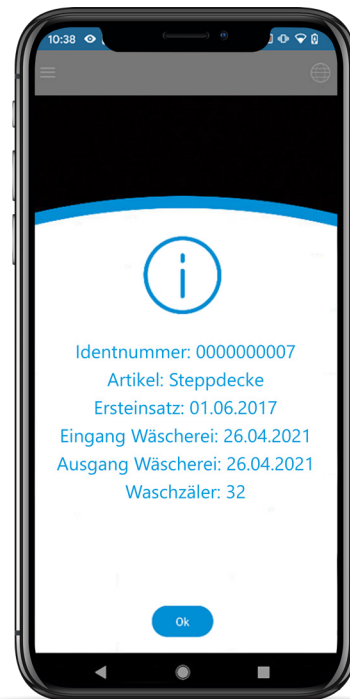 10:38
Identnummer: 0000000007
Artikel: Steppdecke
Ersteinsatz: 01.06.2017
Eingang Wäscherei: 26.04.2021
Ausgang Wäscherei: 26.04.2021
Waschzäler: 32
Ok